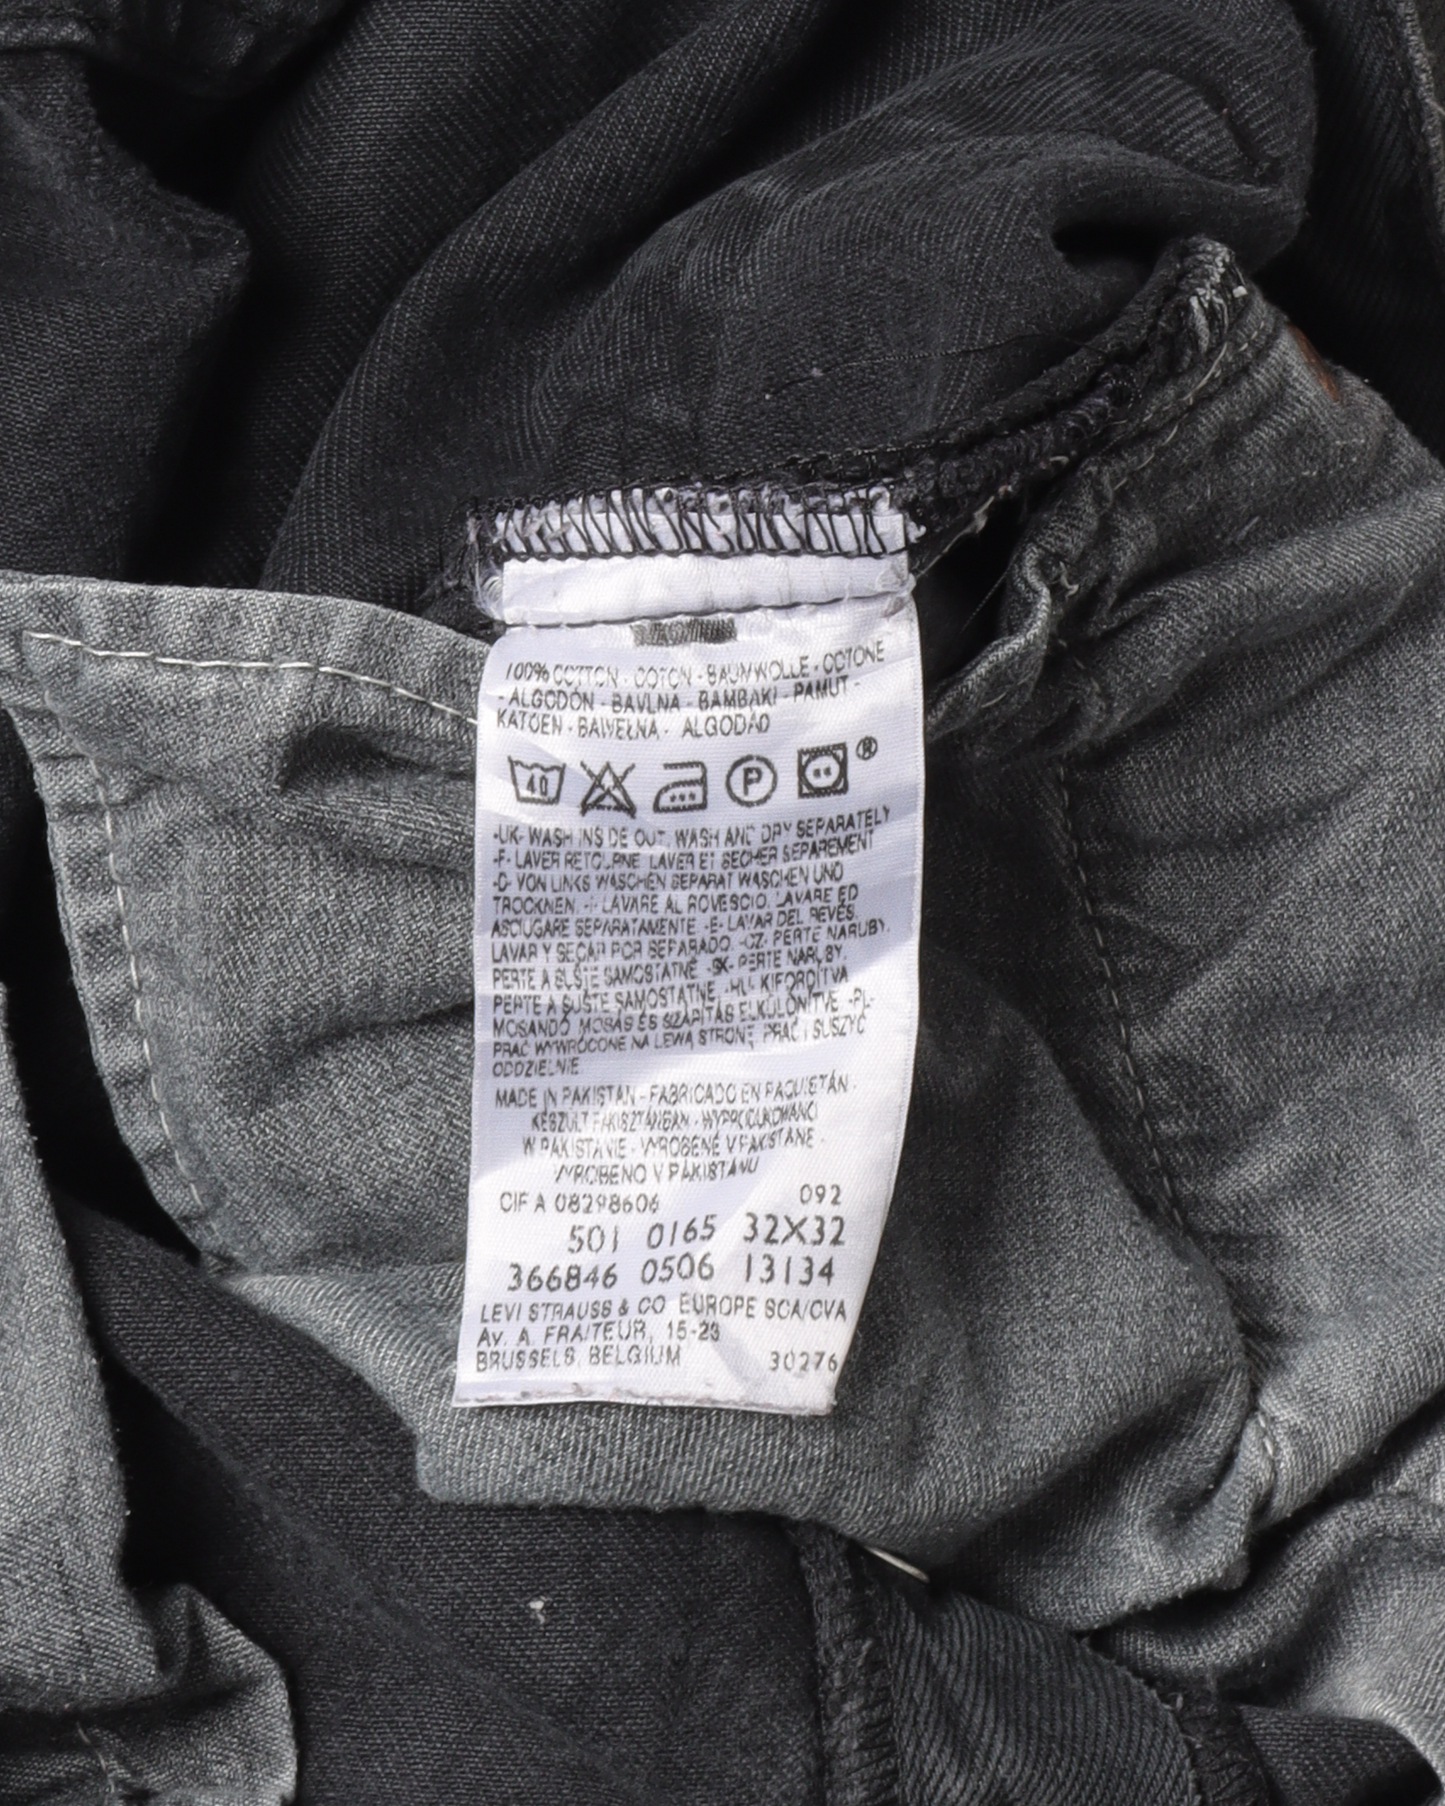 100% COTTON - COTON - BAUMWOLLE - COTONE
- ALGODÓN - BAVLNA - BAMBAKI - PAMUT -
KATOEN - BAWEŁNA - ALGODÃO
40 P ®
-UK- WASH INSIDE OUT, WASH AND DRY SEPARATELY
-F- LAVER RETOURNE, LAVER ET SECHER SEPAREMENT
-D- VON LINKS WASCHEN SEPARAT WASCHEN UND
TROCKNEN. -I- LAVARE AL ROVESCIO. LAVARE ED
ASCIUGARE SEPARATAMENTE -E- LAVAR DEL REVÉS.
LAVAR Y SECAR POR SEPARADO. -CZ- PERTE NARUBY.
PERTE A SUŠTE SAMOSTATNĚ -SK- PERTE NARUBY.
PERTE A SUŠTE SAMOSTATNE. -HU- KIFORDÍTVA
MOSANDÓ MOSÁS ÉS SZÁRÍTÁS ELKÜLÖNÍTVE -PL-
PRAĆ WYWRÓCONE NA LEWĄ STRONĘ, PRAĆ I SUSZYĆ
ODDZIELNIE
MADE IN PAKISTAN - FABRICADO EN PAQUISTÁN -
KÉSZÜLT PAKISZTÁNBAN - WYPRODUKOWANO
W PAKISTANIE - VYROBENÉ V PAKISTANE -
VYROBENO V PAKISTÁNU
CIF A 08298606 092
501 0165 32X32
366846 0506 13134
LEVI STRAUSS & CO EUROPE SCA/CVA
Av. A. FRAITEUR, 15-23
BRUSSELS, BELGIUM 30276